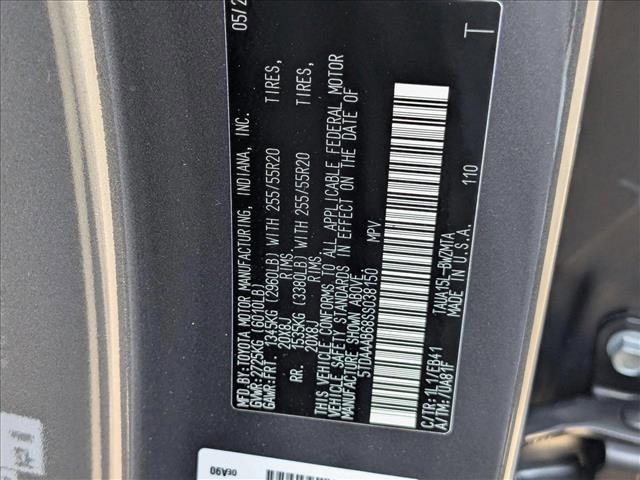 MFD.BY:TOYOTA MOTOR MANUFACTURING, INDIANA, INC. 05/2
GVWR:2725KG (6010LB)
GAWR:FRT. 1345KG (2960LB) WITH 255/55R20 TIRES,
20X8J RIMS.
RR. 1535KG (3380LB) WITH 255/55R20 TIRES,
20X8J RIMS.
THIS VEHICLE CONFORMS TO ALL APPLICABLE FEDERAL MOTOR
VEHICLE SAFETY STANDARDS IN EFFECT ON THE DATE OF
MANUFACTURE SHOWN ABOVE.
5TDAAAB68SS038150 MPV
C/TR:1L1/EB41 TAUA15L-BWZMTA
A/TM:/UA81F MADE IN U.S.A. 110 T
0EA90